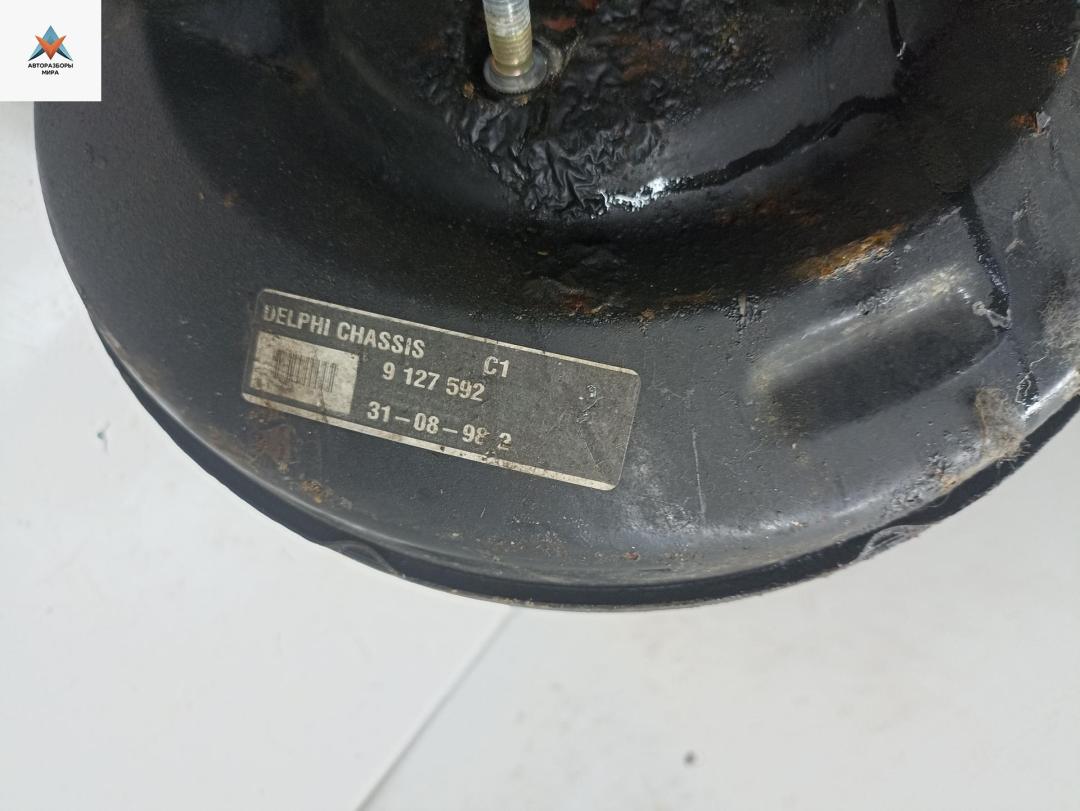 АВТОРАЗБОРЫ
МИРА
DELPHI CHASSIS C1
9 127 592
31-08-98 2